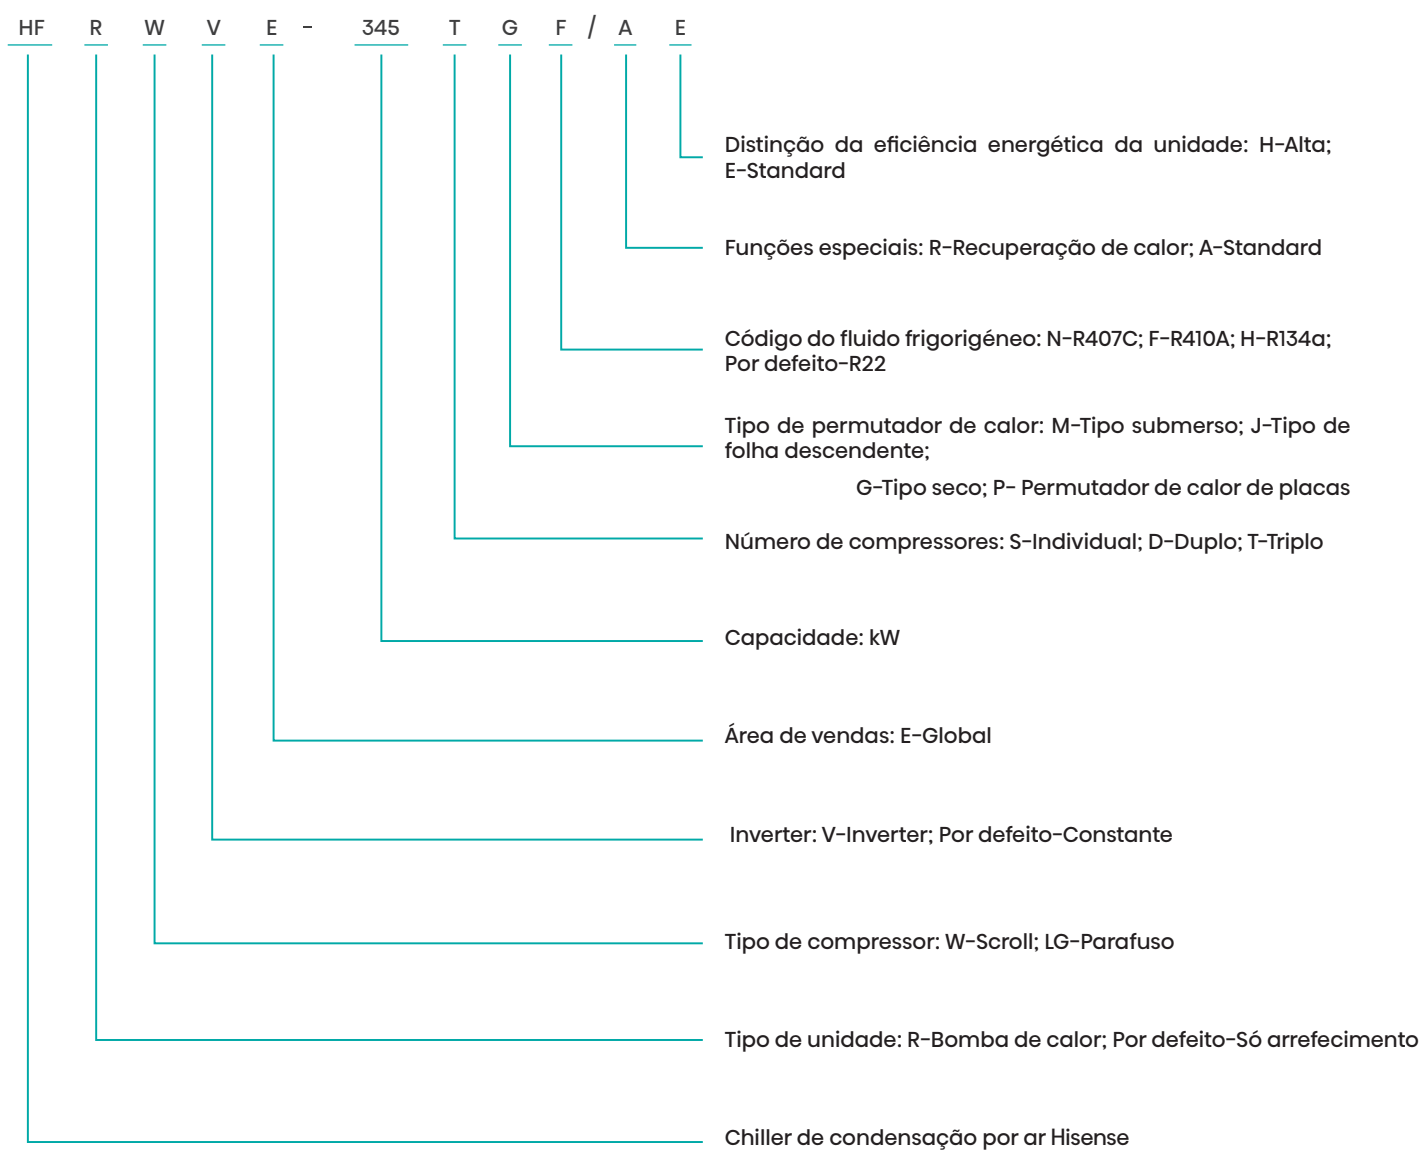 HF R W V E - 345 T G F / A E
Distinção da eficiência energética da unidade: H-Alta;
E-Standard
Funções especiais: R-Recuperação de calor; A-Standard
Código do fluido frigorigéneo: N-R407C; F-R410A; H-R134a;
Por defeito-R22
Tipo de permutador de calor: M-Tipo submerso; J-Tipo de
folha descendente;
G-Tipo seco; P- Permutador de calor de placas
Número de compressores: S-Individual; D-Duplo; T-Triplo
Capacidade: kW
Área de vendas: E-Global
Inverter: V-Inverter; Por defeito-Constante
Tipo de compressor: W-Scroll; LG-Parafuso
Tipo de unidade: R-Bomba de calor; Por defeito-Só arrefecimento
Chiller de condensação por ar Hisense